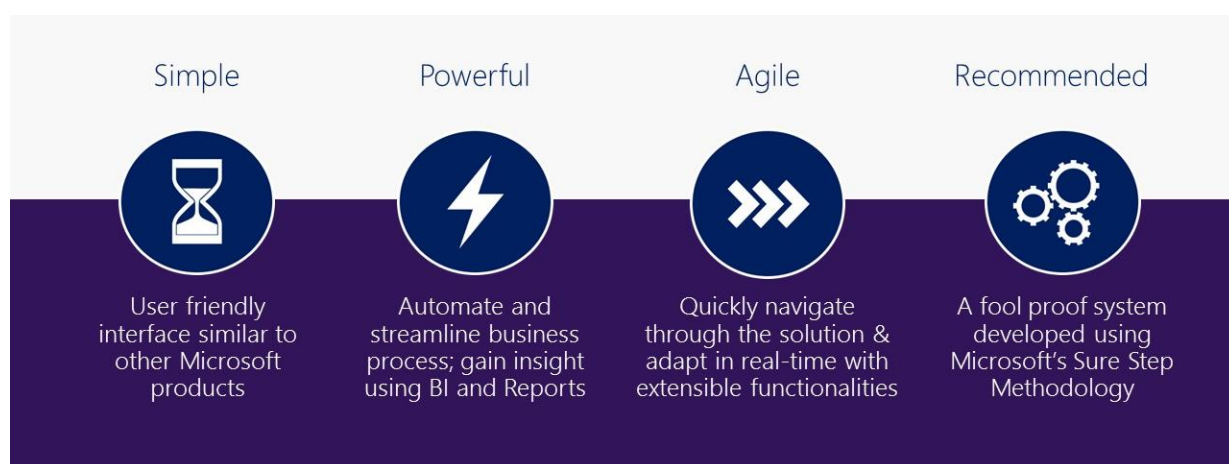 Simple
User friendly
interface similar to
other Microsoft
products
Powerful
Automate and
streamline business
process; gain insight
using BI and Reports
Agile
Quickly navigate
through the solution &
adapt in real-time with
extensible functionalities
Recommended
A fool proof system
developed using
Microsoft's Sure Step
Methodology